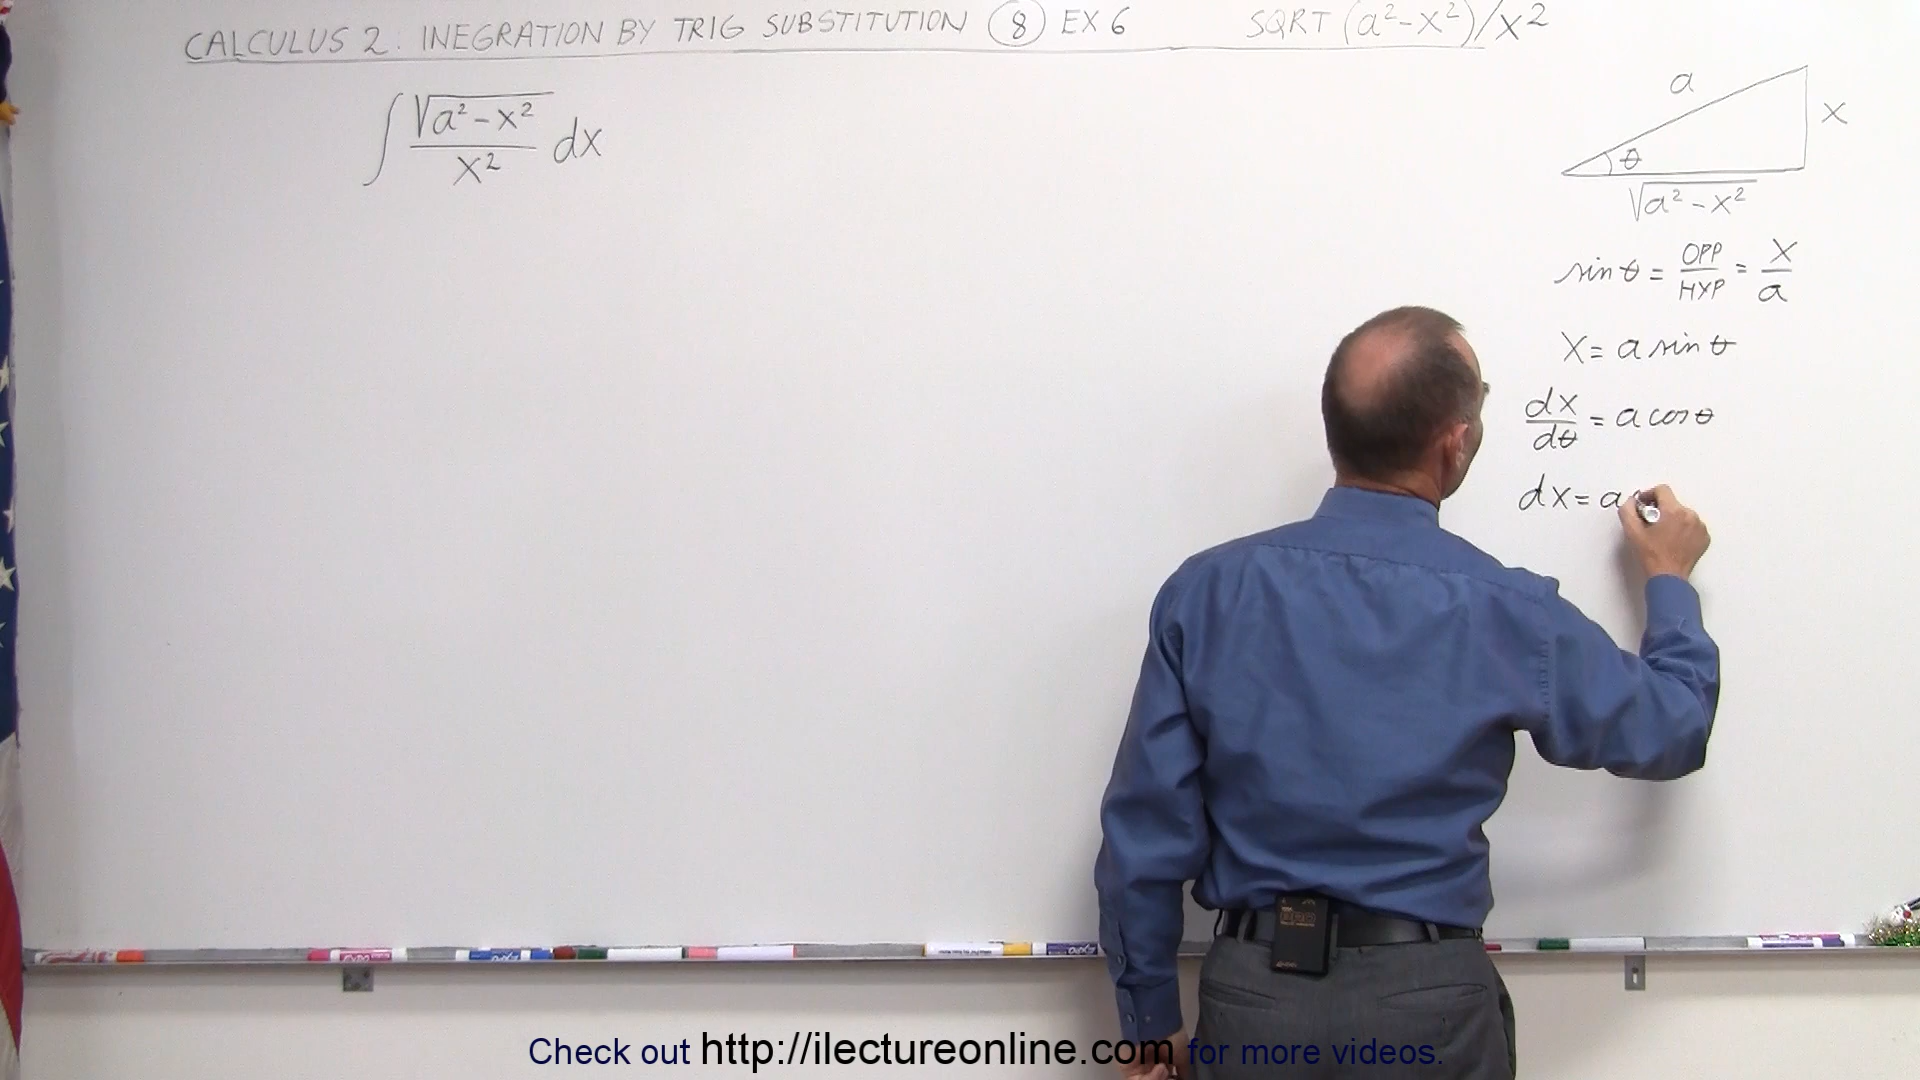 CALCULUS 2: INEGRATION BY TRIG SUBSTITUTION 8 EX 6 SQRT (a²-x²)/x²
∫ √(a²-x²)/x² dx
a
x
θ
√(a²-x²)
sin θ = OPP/HYP = x/a
x = a sin θ
dx/dθ = a cos θ
dx = a
Check out http://ilectureonline.com for more videos.